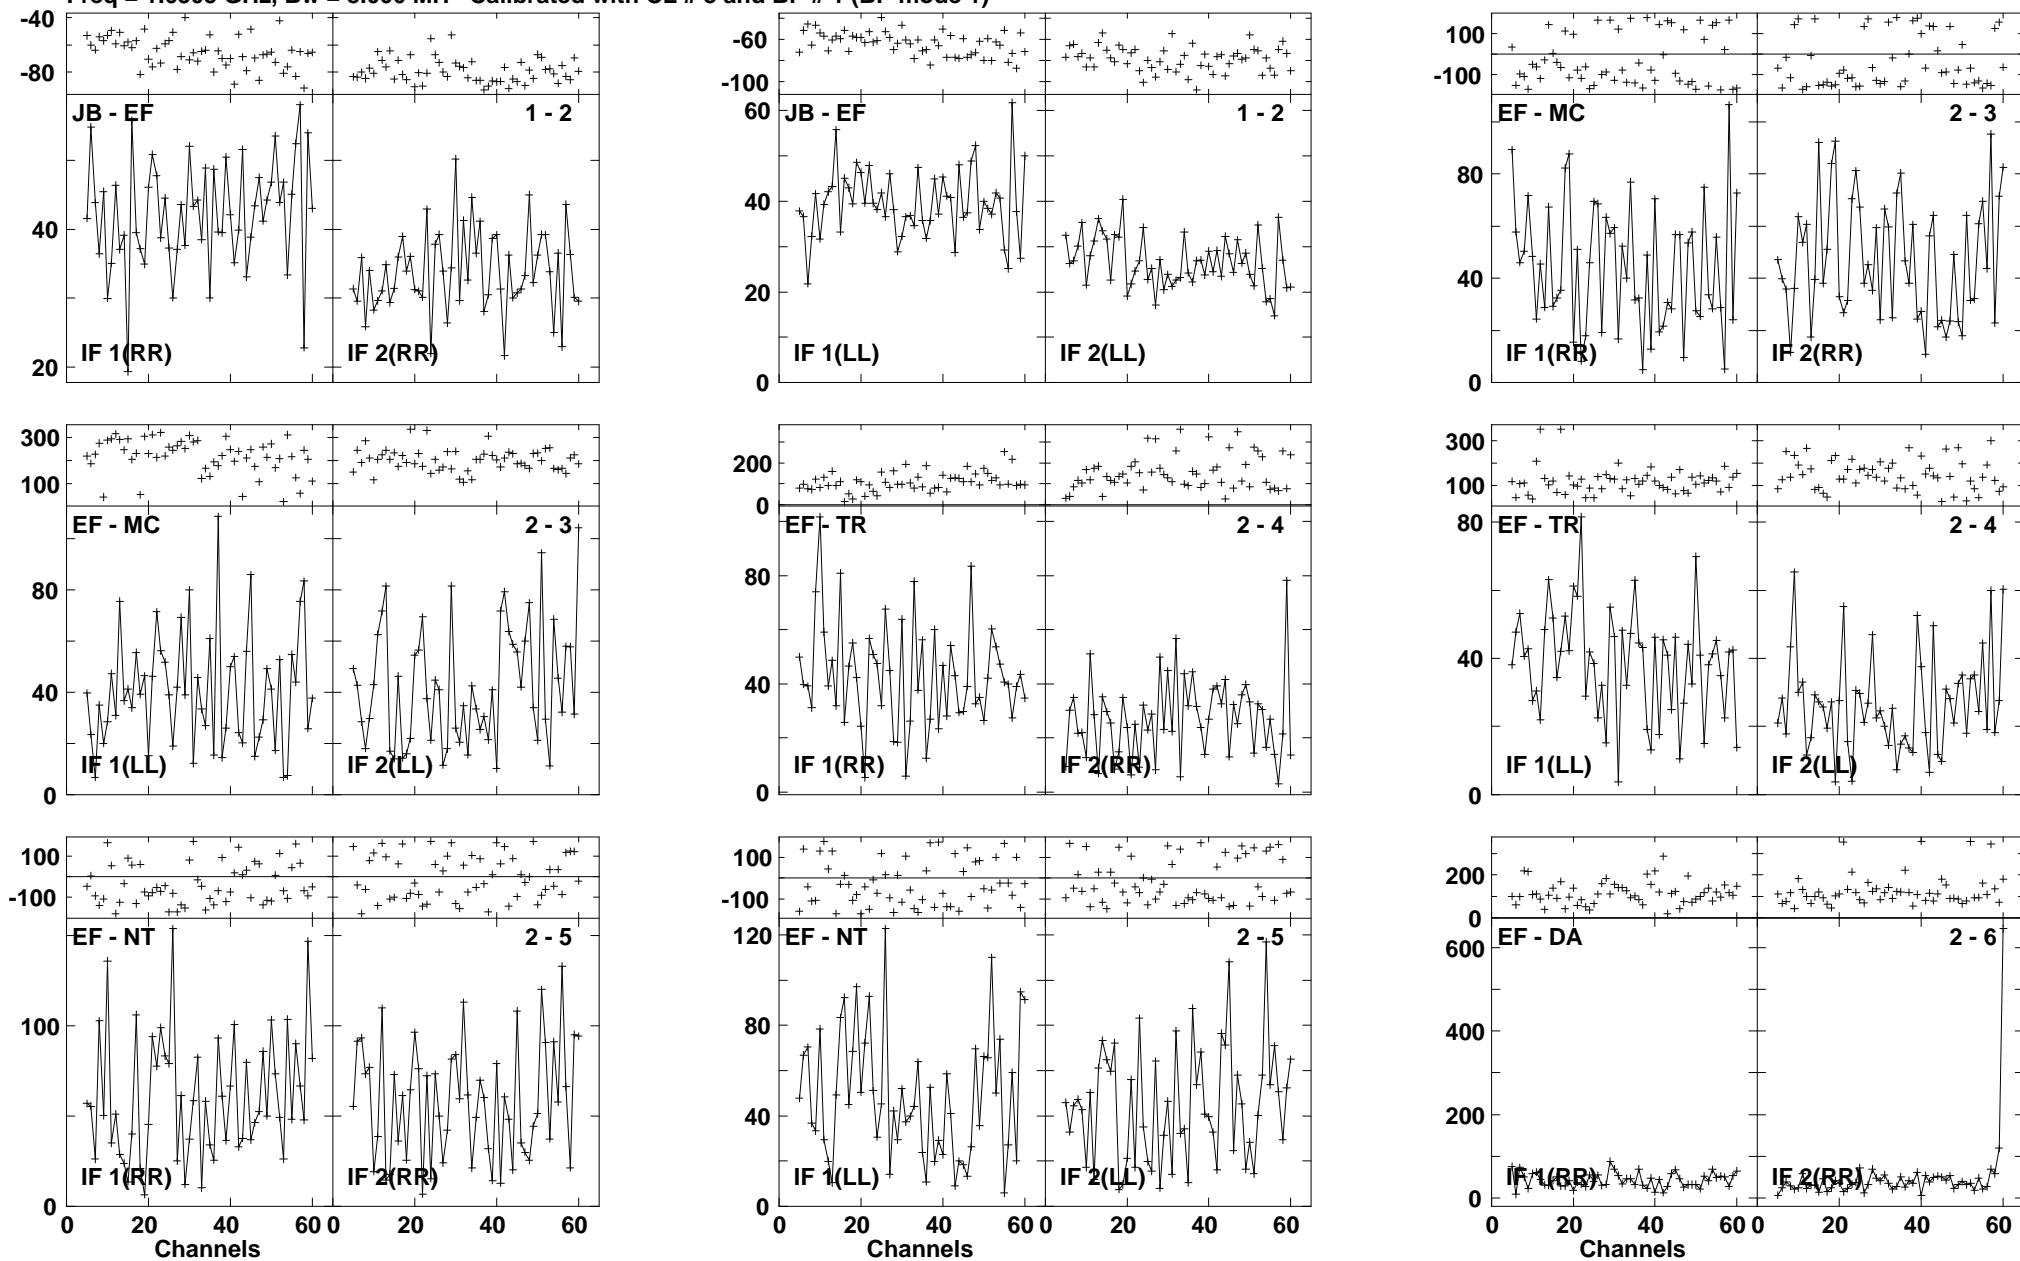 -40
-80
JB - EF
1 - 2
40
20
IF 1(RR)
IF 2(RR)
-60
-100
60
JB - EF
1 - 2
40
20
0
IF 1(LL)
IF 2(LL)
100
-100
EF - MC
2 - 3
80
40
0
IF 1(RR)
IF 2(RR)
300
100
EF - MC
2 - 3
80
40
0
IF 1(LL)
IF 2(LL)
200
0
EF - TR
2 - 4
80
40
0
IF 1(RR)
IF 2(RR)
300
100
80
EF - TR
2 - 4
40
0
IF 1(LL)
IF 2(LL)
100
-100
EF - NT
2 - 5
100
0
IF 1(RR)
IF 2(RR)
0 20 40 60 0 20 40 60
Channels
100
-100
120
EF - NT
2 - 5
80
40
0
IF 1(LL)
IF 2(LL)
0 20 40 60 0 20 40 60
Channels
200
0
EF - DA
2 - 6
600
400
200
0
IF 1(RR)
IF 2(RR)
0 20 40 60 0 20 40 60
Channels